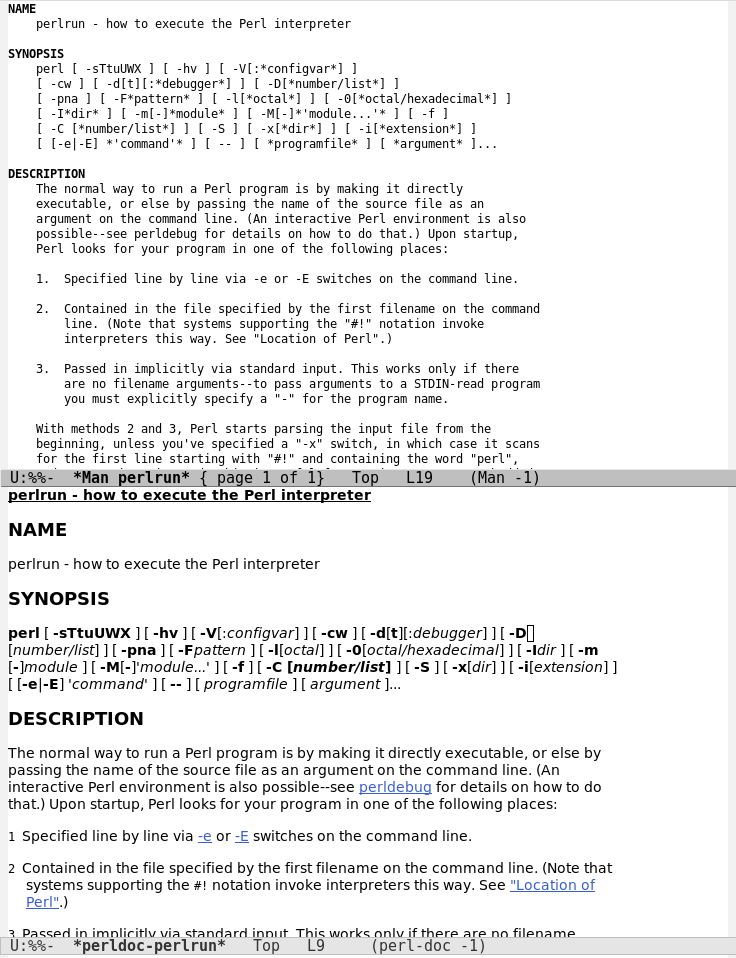 NAME
perlrun - how to execute the Perl interpreter
SYNOPSIS
perl [ -sTtuUWX ] [ -hv ] [ -V[:*configvar*] ]
[ -cw ] [ -d[t][:*debugger*] ] [ -D[*number/list*] ]
[ -pna ] [ -F*pattern* ] [ -l[*octal*] ] [ -0[*octal/hexadecimal*] ]
[ -I*dir* ] [ -m[-]*module* ] [ -M[-]*'module...'* ] [ -f ]
[ -C [*number/list*] ] [ -S ] [ -x[*dir*] ] [ -i[*extension*] ]
[ [-e|-E] *'command'* ] [ -- ] [ *programfile* ] [ *argument* ]...
DESCRIPTION
The normal way to run a Perl program is by making it directly
executable, or else by passing the name of the source file as an
argument on the command line. (An interactive Perl environment is also
possible--see perldebug for details on how to do that.) Upon startup,
Perl looks for your program in one of the following places:
1.  Specified line by line via -e or -E switches on the command line.
2.  Contained in the file specified by the first filename on the command
line. (Note that systems supporting the "#!" notation invoke
interpreters this way. See "Location of Perl".)
3.  Passed in implicitly via standard input. This works only if there
are no filename arguments--to pass arguments to a STDIN-read program
you must explicitly specify a "-" for the program name.
With methods 2 and 3, Perl starts parsing the input file from the
beginning, unless you've specified a "-x" switch, in which case it scans
for the first line starting with "#!" and containing the word "perl",
U:%%-  *Man perlrun* { page 1 of 1}   Top   L19    (Man -1)
perlrun - how to execute the Perl interpreter
NAME
perlrun - how to execute the Perl interpreter
SYNOPSIS
perl [ -sTtuUWX ] [ -hv ] [ -V[:configvar] ] [ -cw ] [ -d[t][:debugger] ] [ -D
[number/list] ] [ -pna ] [ -Fpattern ] [ -l[octal] ] [ -0[octal/hexadecimal] ] [ -Idir ] [ -m
[-]module ] [ -M[-]'module...' ] [ -f ] [ -C [number/list] ] [ -S ] [ -x[dir] ] [ -i[extension] ]
[ [-e|-E] 'command' ] [ -- ] [ programfile ] [ argument ]...
DESCRIPTION
The normal way to run a Perl program is by making it directly executable, or else by
passing the name of the source file as an argument on the command line. (An
interactive Perl environment is also possible--see perldebug for details on how to do
that.) Upon startup, Perl looks for your program in one of the following places:
1 Specified line by line via -e or -E switches on the command line.
2 Contained in the file specified by the first filename on the command line. (Note that
systems supporting the #! notation invoke interpreters this way. See "Location of
Perl".)
3 Passed in implicitly via standard input. This works only if there are no filename
U:%%-  *perldoc-perlrun*   Top   L9     (perl-doc -1)